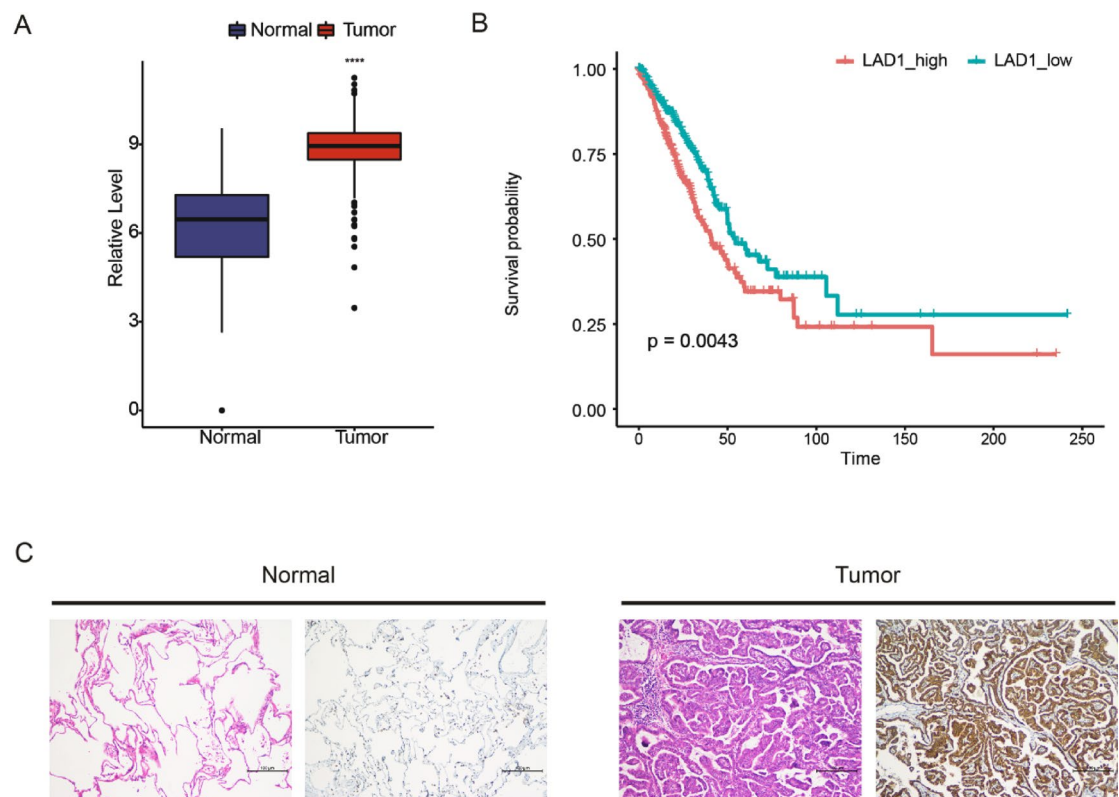 A
Normal Tumor
****
Relative Level
9
6
3
0
Normal Tumor
B
LAD1_high LAD1_low
Survival probability
1.00
0.75
0.50
0.25
0.00
p = 0.0043
0 50 100 150 200 250
Time
C
Normal Tumor